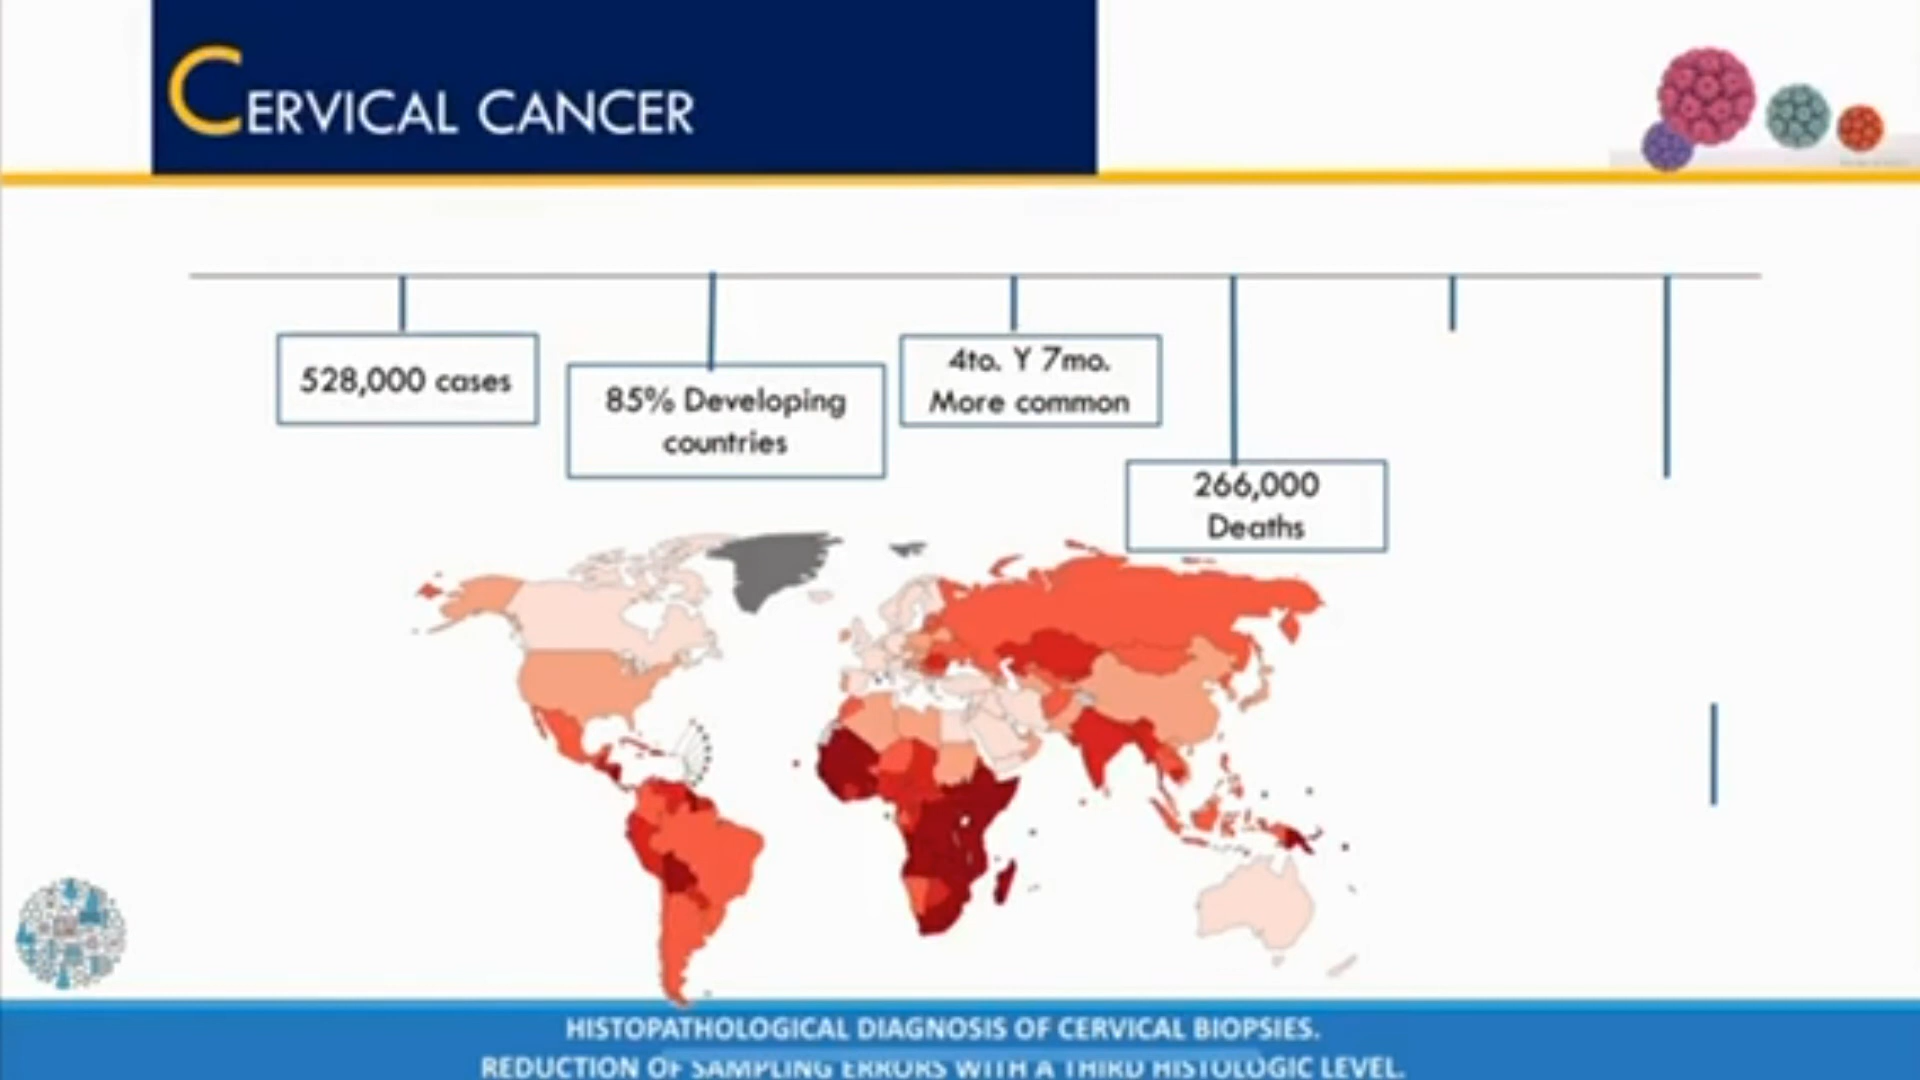 CERVICAL CANCER
528,000 cases
85% Developing
countries
4to. Y 7mo.
More common
266,000
Deaths
HISTOPATHOLOGICAL DIAGNOSIS OF CERVICAL BIOPSIES.
REDUCTION OF SAMPLING ERRORS WITH A THIRD HISTOLOGIC LEVEL.